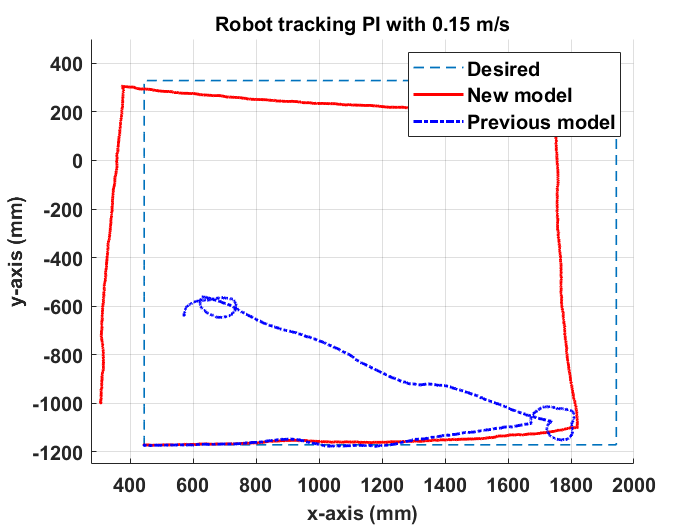 Robot tracking PI with 0.15 m/s
Desired
New model
Previous model
400
200
0
-200
-400
-600
-800
-1000
-1200
y-axis (mm)
400 600 800 1000 1200 1400 1600 1800 2000
x-axis (mm)